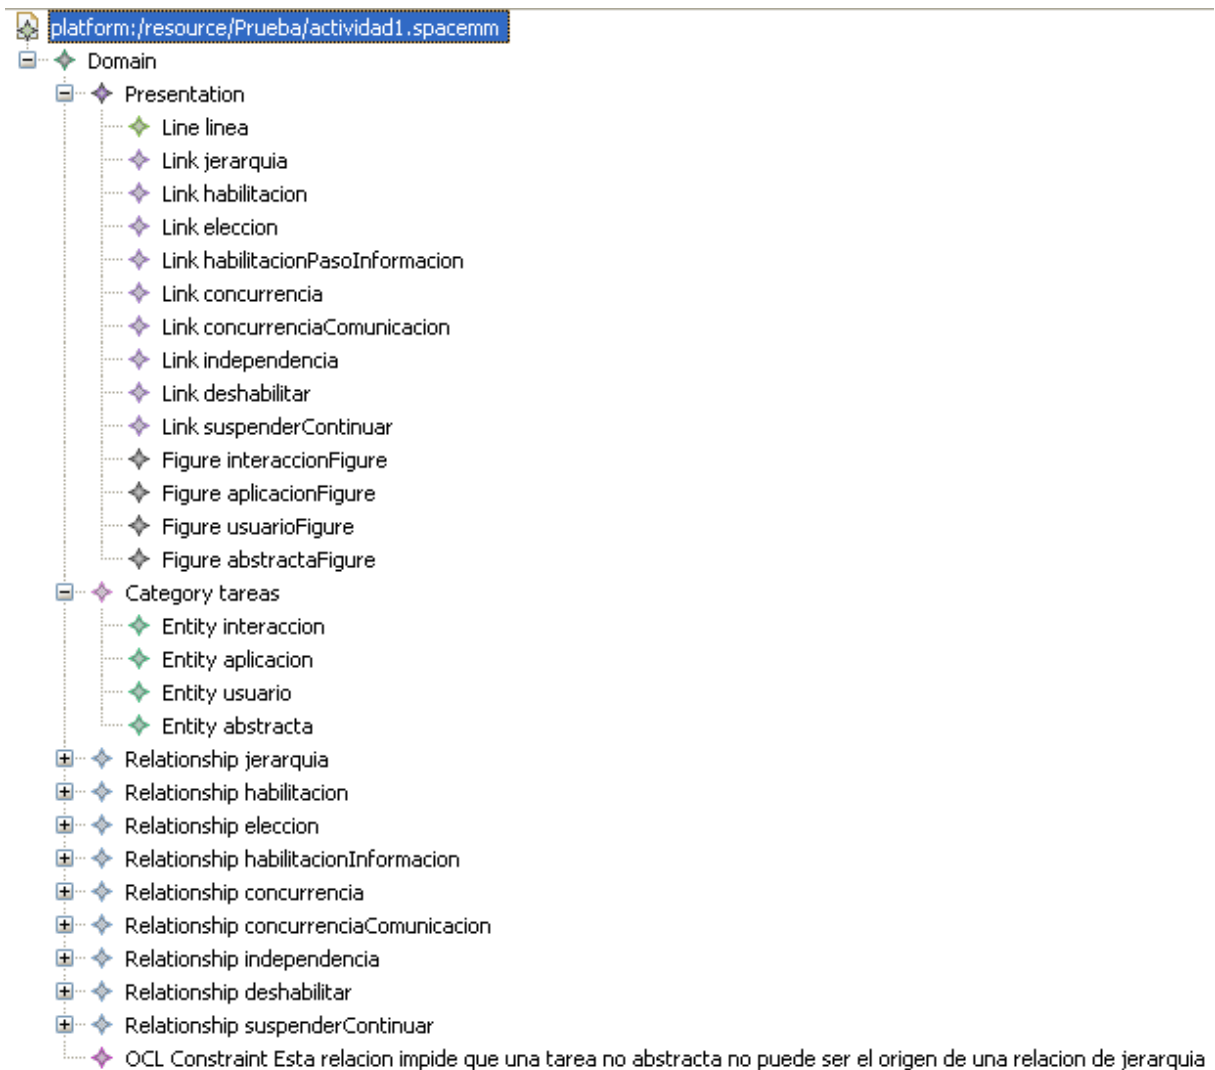 platform:/resource/Prueba/actividad1.spacemm
Domain
Presentation
Line linea
Link jerarquia
Link habilitacion
Link eleccion
Link habilitacionPasoInformacion
Link concurrencia
Link concurrenciaComunicacion
Link independencia
Link deshabilitar
Link suspenderContinuar
Figure interaccionFigure
Figure aplicacionFigure
Figure usuarioFigure
Figure abstractaFigure
Category tareas
Entity interaccion
Entity aplicacion
Entity usuario
Entity abstracta
Relationship jerarquia
Relationship habilitacion
Relationship eleccion
Relationship habilitacionInformacion
Relationship concurrencia
Relationship concurrenciaComunicacion
Relationship independencia
Relationship deshabilitar
Relationship suspenderContinuar
OCL Constraint Esta relacion impide que una tarea no abstracta no puede ser el origen de una relacion de jerarquia